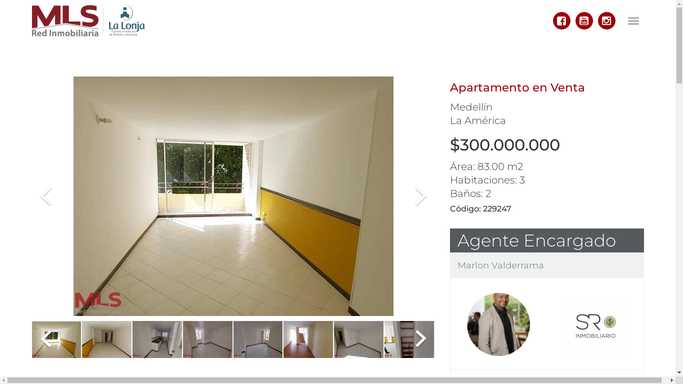 MLS
Red Inmobiliaria
La Lonja
Apartamento en Venta
Medellín
La América
$300.000.000
Área: 83.00 m2
Habitaciones: 3
Baños: 2
Código: 229247
Agente Encargado
Marlon Valderrama
MLS
SR
INMOBILIARIO